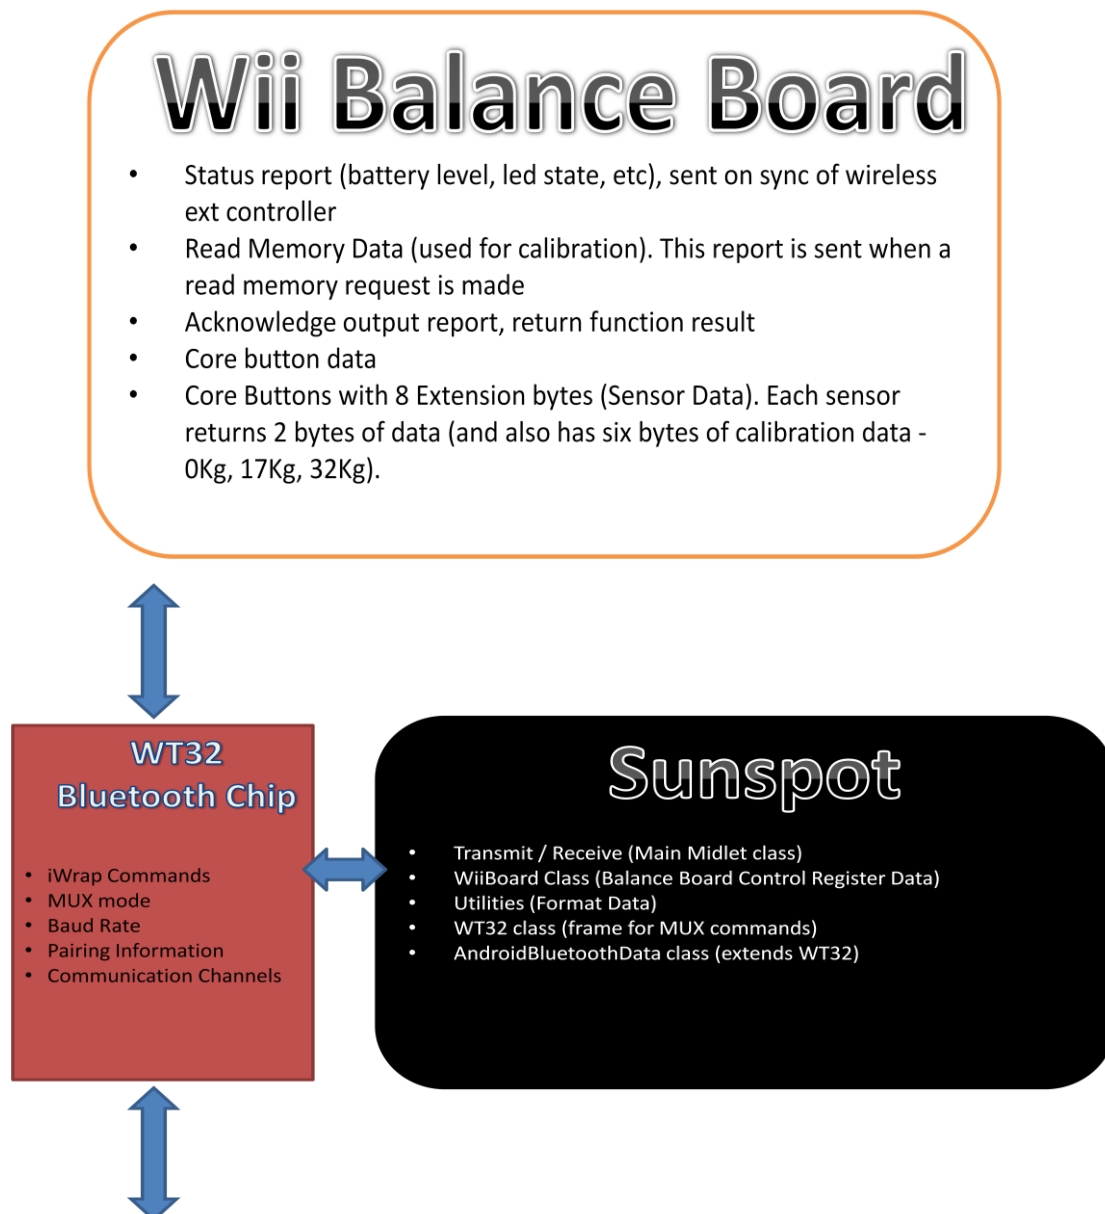 Wii Balance Board
• Status report (battery level, led state, etc), sent on sync of wireless
ext controller
• Read Memory Data (used for calibration). This report is sent when a
read memory request is made
• Acknowledge output report, return function result
• Core button data
• Core Buttons with 8 Extension bytes (Sensor Data). Each sensor
returns 2 bytes of data (and also has six bytes of calibration data -
0Kg, 17Kg, 32Kg).
WT32
Bluetooth Chip
• iWrap Commands
• MUX mode
• Baud Rate
• Pairing Information
• Communication Channels
Sunspot
• Transmit / Receive (Main Midlet class)
• WiiBoard Class (Balance Board Control Register Data)
• Utilities (Format Data)
• WT32 class (frame for MUX commands)
• AndroidBluetoothData class (extends WT32)